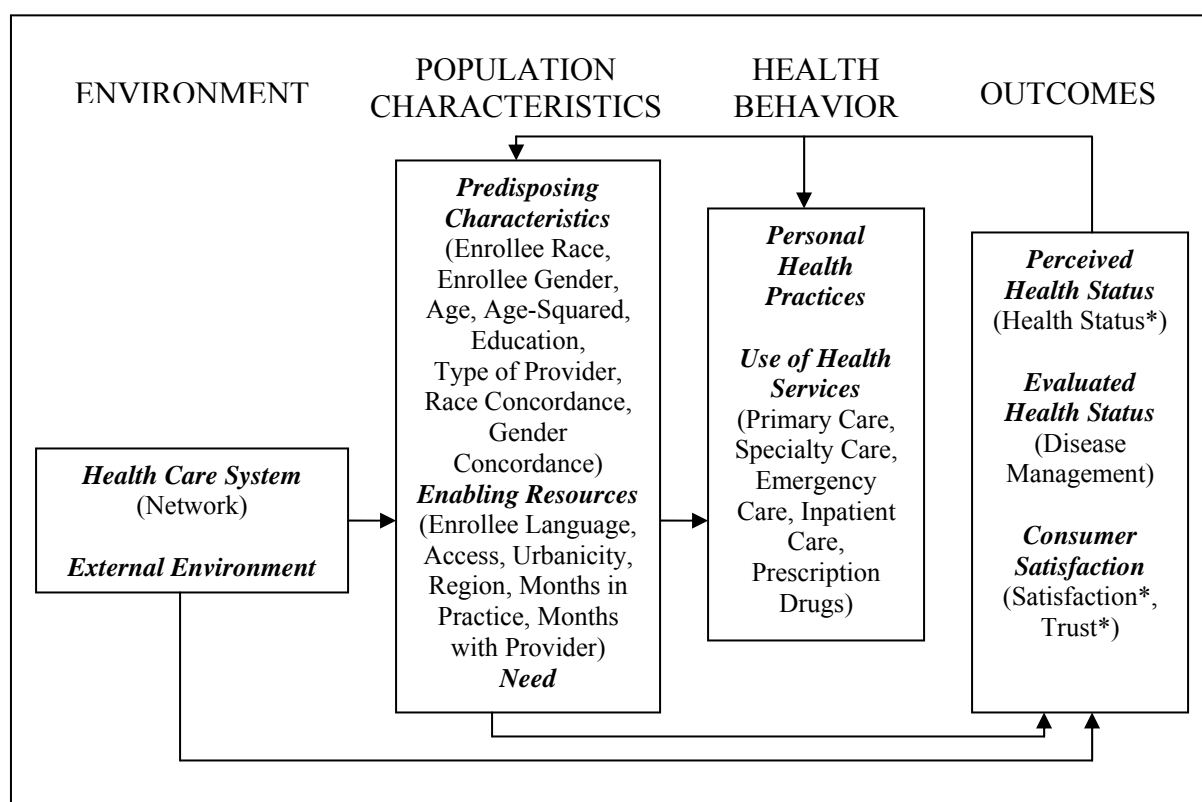 ENVIRONMENT
POPULATION
CHARACTERISTICS
HEALTH
BEHAVIOR
OUTCOMES
Health Care System
(Network)
External Environment
Predisposing
Characteristics
(Enrollee Race,
Enrollee Gender,
Age, Age-Squared,
Education,
Type of Provider,
Race Concordance,
Gender
Concordance)
Enabling Resources
(Enrollee Language,
Access, Urbanicity,
Region, Months in
Practice, Months
with Provider)
Need
Personal
Health
Practices
Use of Health
Services
(Primary Care,
Specialty Care,
Emergency
Care, Inpatient
Care,
Prescription
Drugs)
Perceived
Health Status
(Health Status*)
Evaluated
Health Status
(Disease
Management)
Consumer
Satisfaction
(Satisfaction*,
Trust*)